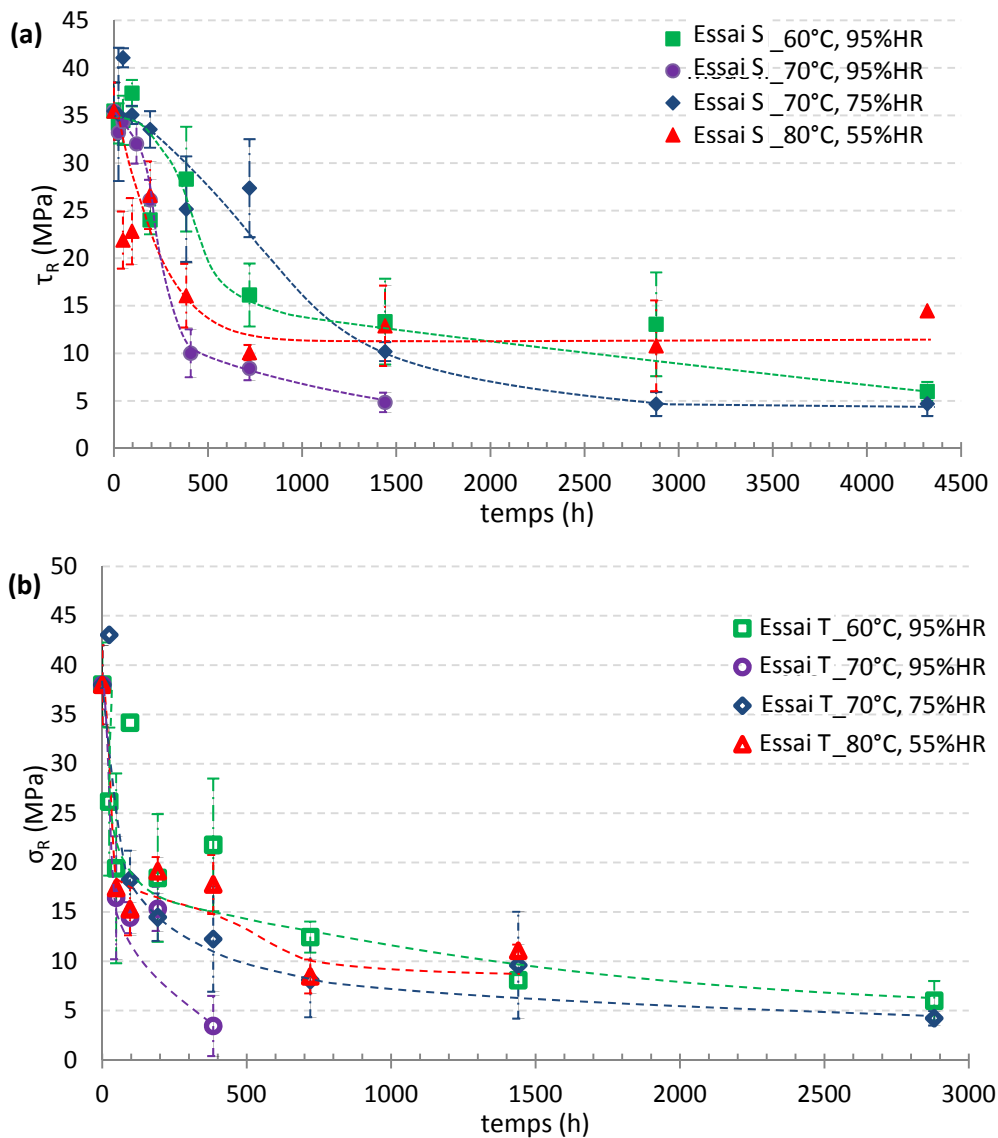 (a)
45
40
35
30
25
20
15
10
5
0
τR (MPa)
Essai S _60°C, 95%HR
Essai S _70°C, 95%HR
Essai S _70°C, 75%HR
Essai S _80°C, 55%HR
0 500 1000 1500 2000 2500 3000 3500 4000 4500
temps (h)
(b)
50
45
40
35
30
25
20
15
10
5
0
σR (MPa)
Essai T_60°C, 95%HR
Essai T_70°C, 95%HR
Essai T_70°C, 75%HR
Essai T_80°C, 55%HR
0 500 1000 1500 2000 2500 3000
temps (h)